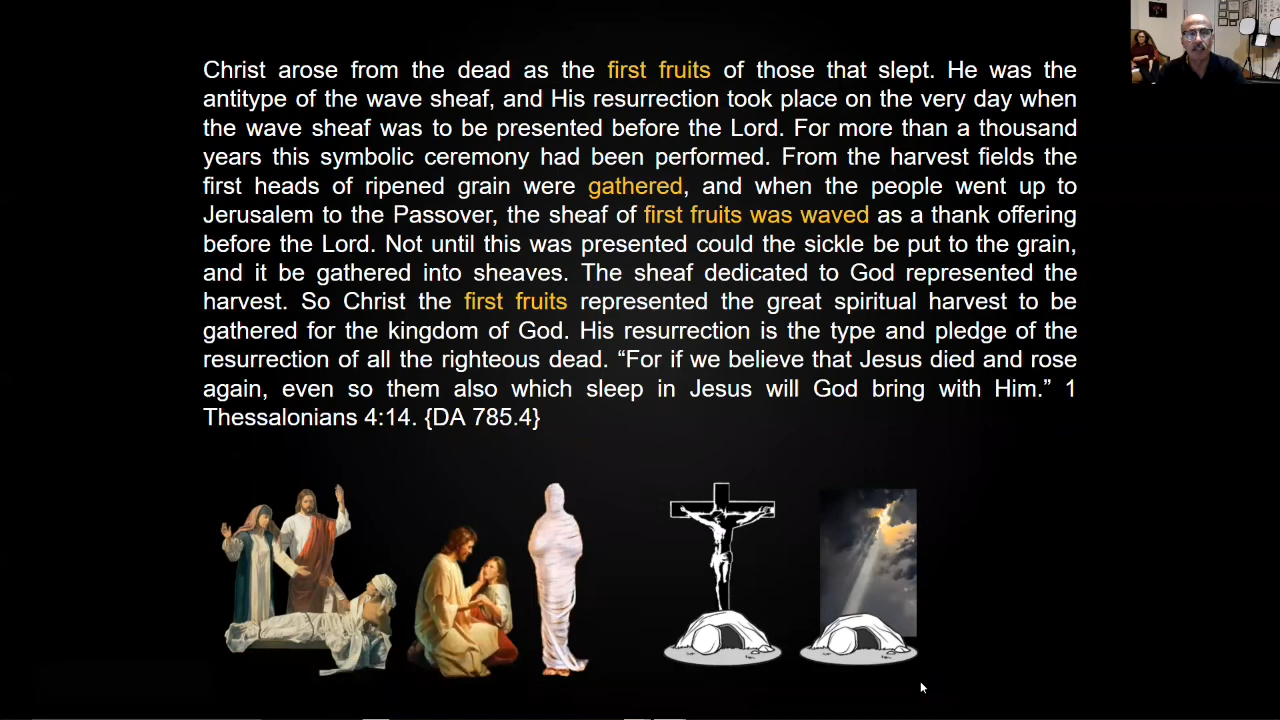 Christ arose from the dead as the first fruits of those that slept. He was the
antitype of the wave sheaf, and His resurrection took place on the very day when
the wave sheaf was to be presented before the Lord. For more than a thousand
years this symbolic ceremony had been performed. From the harvest fields the
first heads of ripened grain were gathered, and when the people went up to
Jerusalem to the Passover, the sheaf of first fruits was waved as a thank offering
before the Lord. Not until this was presented could the sickle be put to the grain,
and it be gathered into sheaves. The sheaf dedicated to God represented the
harvest. So Christ the first fruits represented the great spiritual harvest to be
gathered for the kingdom of God. His resurrection is the type and pledge of the
resurrection of all the righteous dead. “For if we believe that Jesus died and rose
again, even so them also which sleep in Jesus will God bring with Him.” 1
Thessalonians 4:14. {DA 785.4}